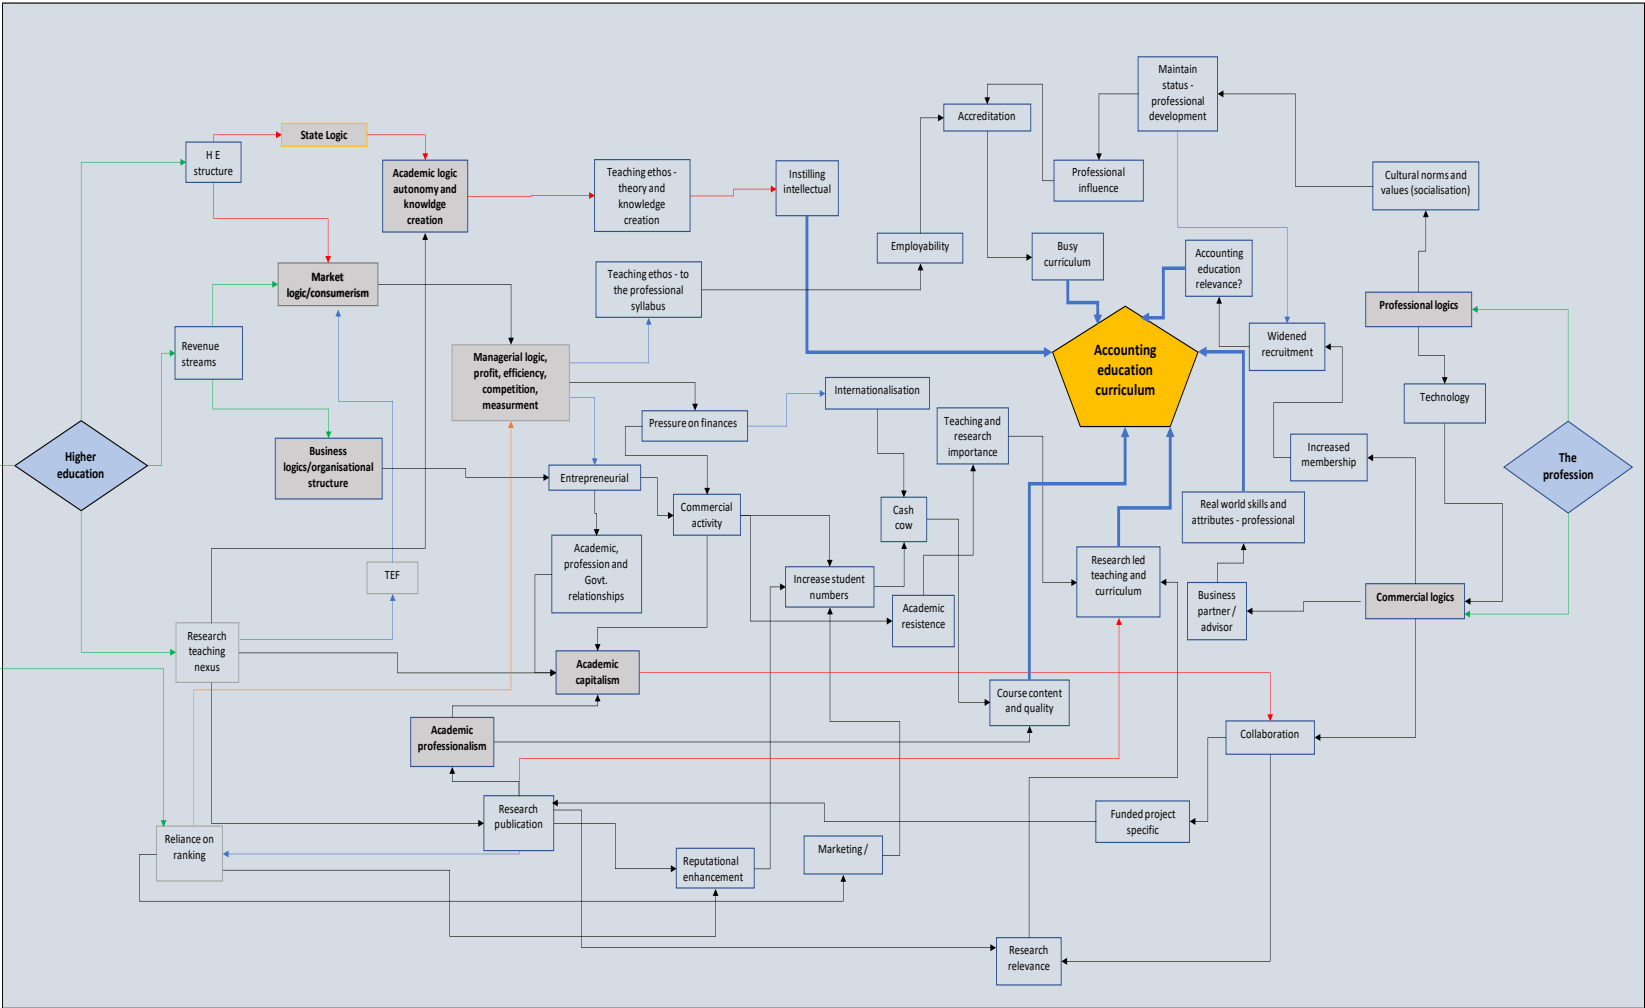 Maintain
status -
professional
development
Accreditation
State Logic
H E
structure
Academic logic
autonomy and
knowldge
creation
Teaching ethos -
theory and
knowledge
creation
Instilling
intellectual
Professional
influence
Cultural norms and
values (socialisation)
Employability
Busy
curriculum
Accounting
education
relevance?
Market
logic/consumerism
Teaching ethos - to
the professional
syllabus
Professional logics
Revenue
streams
Managerial logic,
profit, efficiency,
competition,
measurment
Accounting
education
curriculum
Widened
recruitment
Internationalisation
Technology
Pressure on finances
Teaching and
research
importance
Higher
education
Business
logics/organisational
structure
Entrepreneurial
Increased
membership
The
profession
Commercial
activity
Cash
cow
Real world skills and
attributes - professional
Academic,
profession and
Govt.
relationships
TEF
Increase student
numbers
Academic
resistence
Research led
teaching and
curriculum
Business
partner /
advisor
Commercial logics
Research
teaching
nexus
Academic
capitalism
Course content
and quality
Academic
professionalism
Collaboration
Research
publication
Funded project
specific
Reliance on
ranking
Reputational
enhancement
Marketing /
Research
relevance